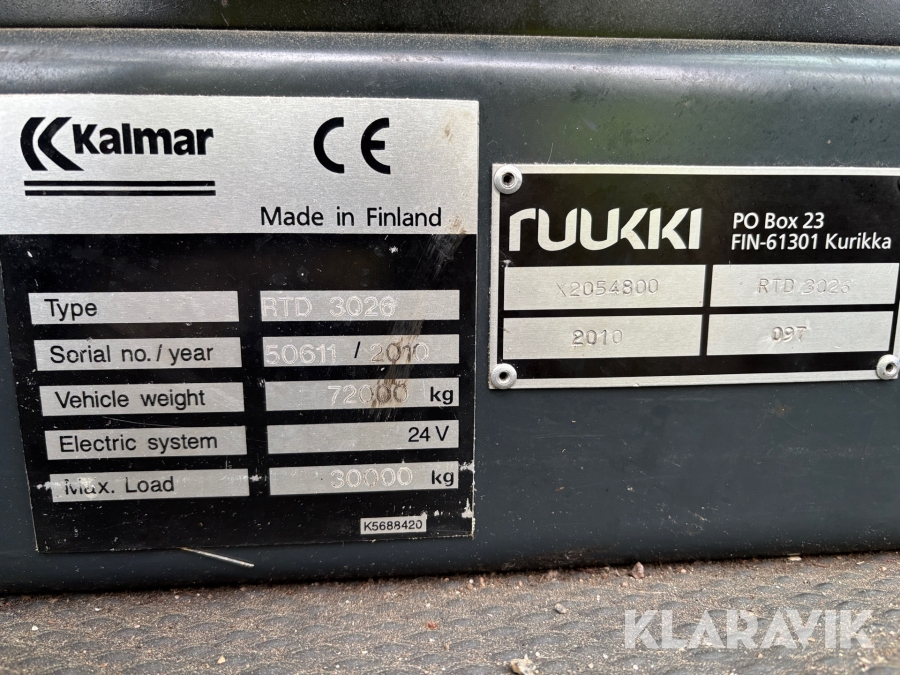 Kalmar
CE
Made in Finland
Type RTD 3026
Serial no. / year 50611 / 2010
Vehicle weight 72000 kg
Electric system 24 V
Max. Load 30000 kg
K5688420
ruukki
PO Box 23
FIN-61301 Kurikka
X2054800 RTD 3026
2010 097
KLARAVIK